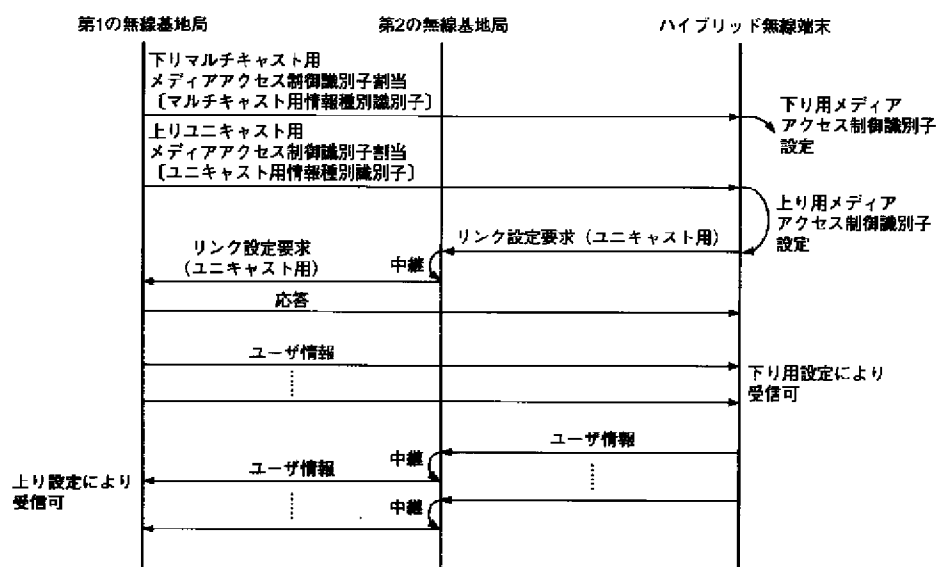 第1の無線基地局
第2の無線基地局
ハイブリッド無線端末
下りマルチキャスト用
メディアアクセス制御識別子割当
〔マルチキャスト用情報種別識別子〕
下り用メディア
アクセス制御識別子
設定
上りユニキャスト用
メディアアクセス制御識別子割当
〔ユニキャスト用情報種別識別子〕
上り用メディア
アクセス制御識別子
設定
リンク設定要求(ユニキャスト用)
中継
リンク設定要求
(ユニキャスト用)
応答
ユーザ情報
下り用設定により
受信可
ユーザ情報
中継
ユーザ情報
上り設定により
受信可
中継